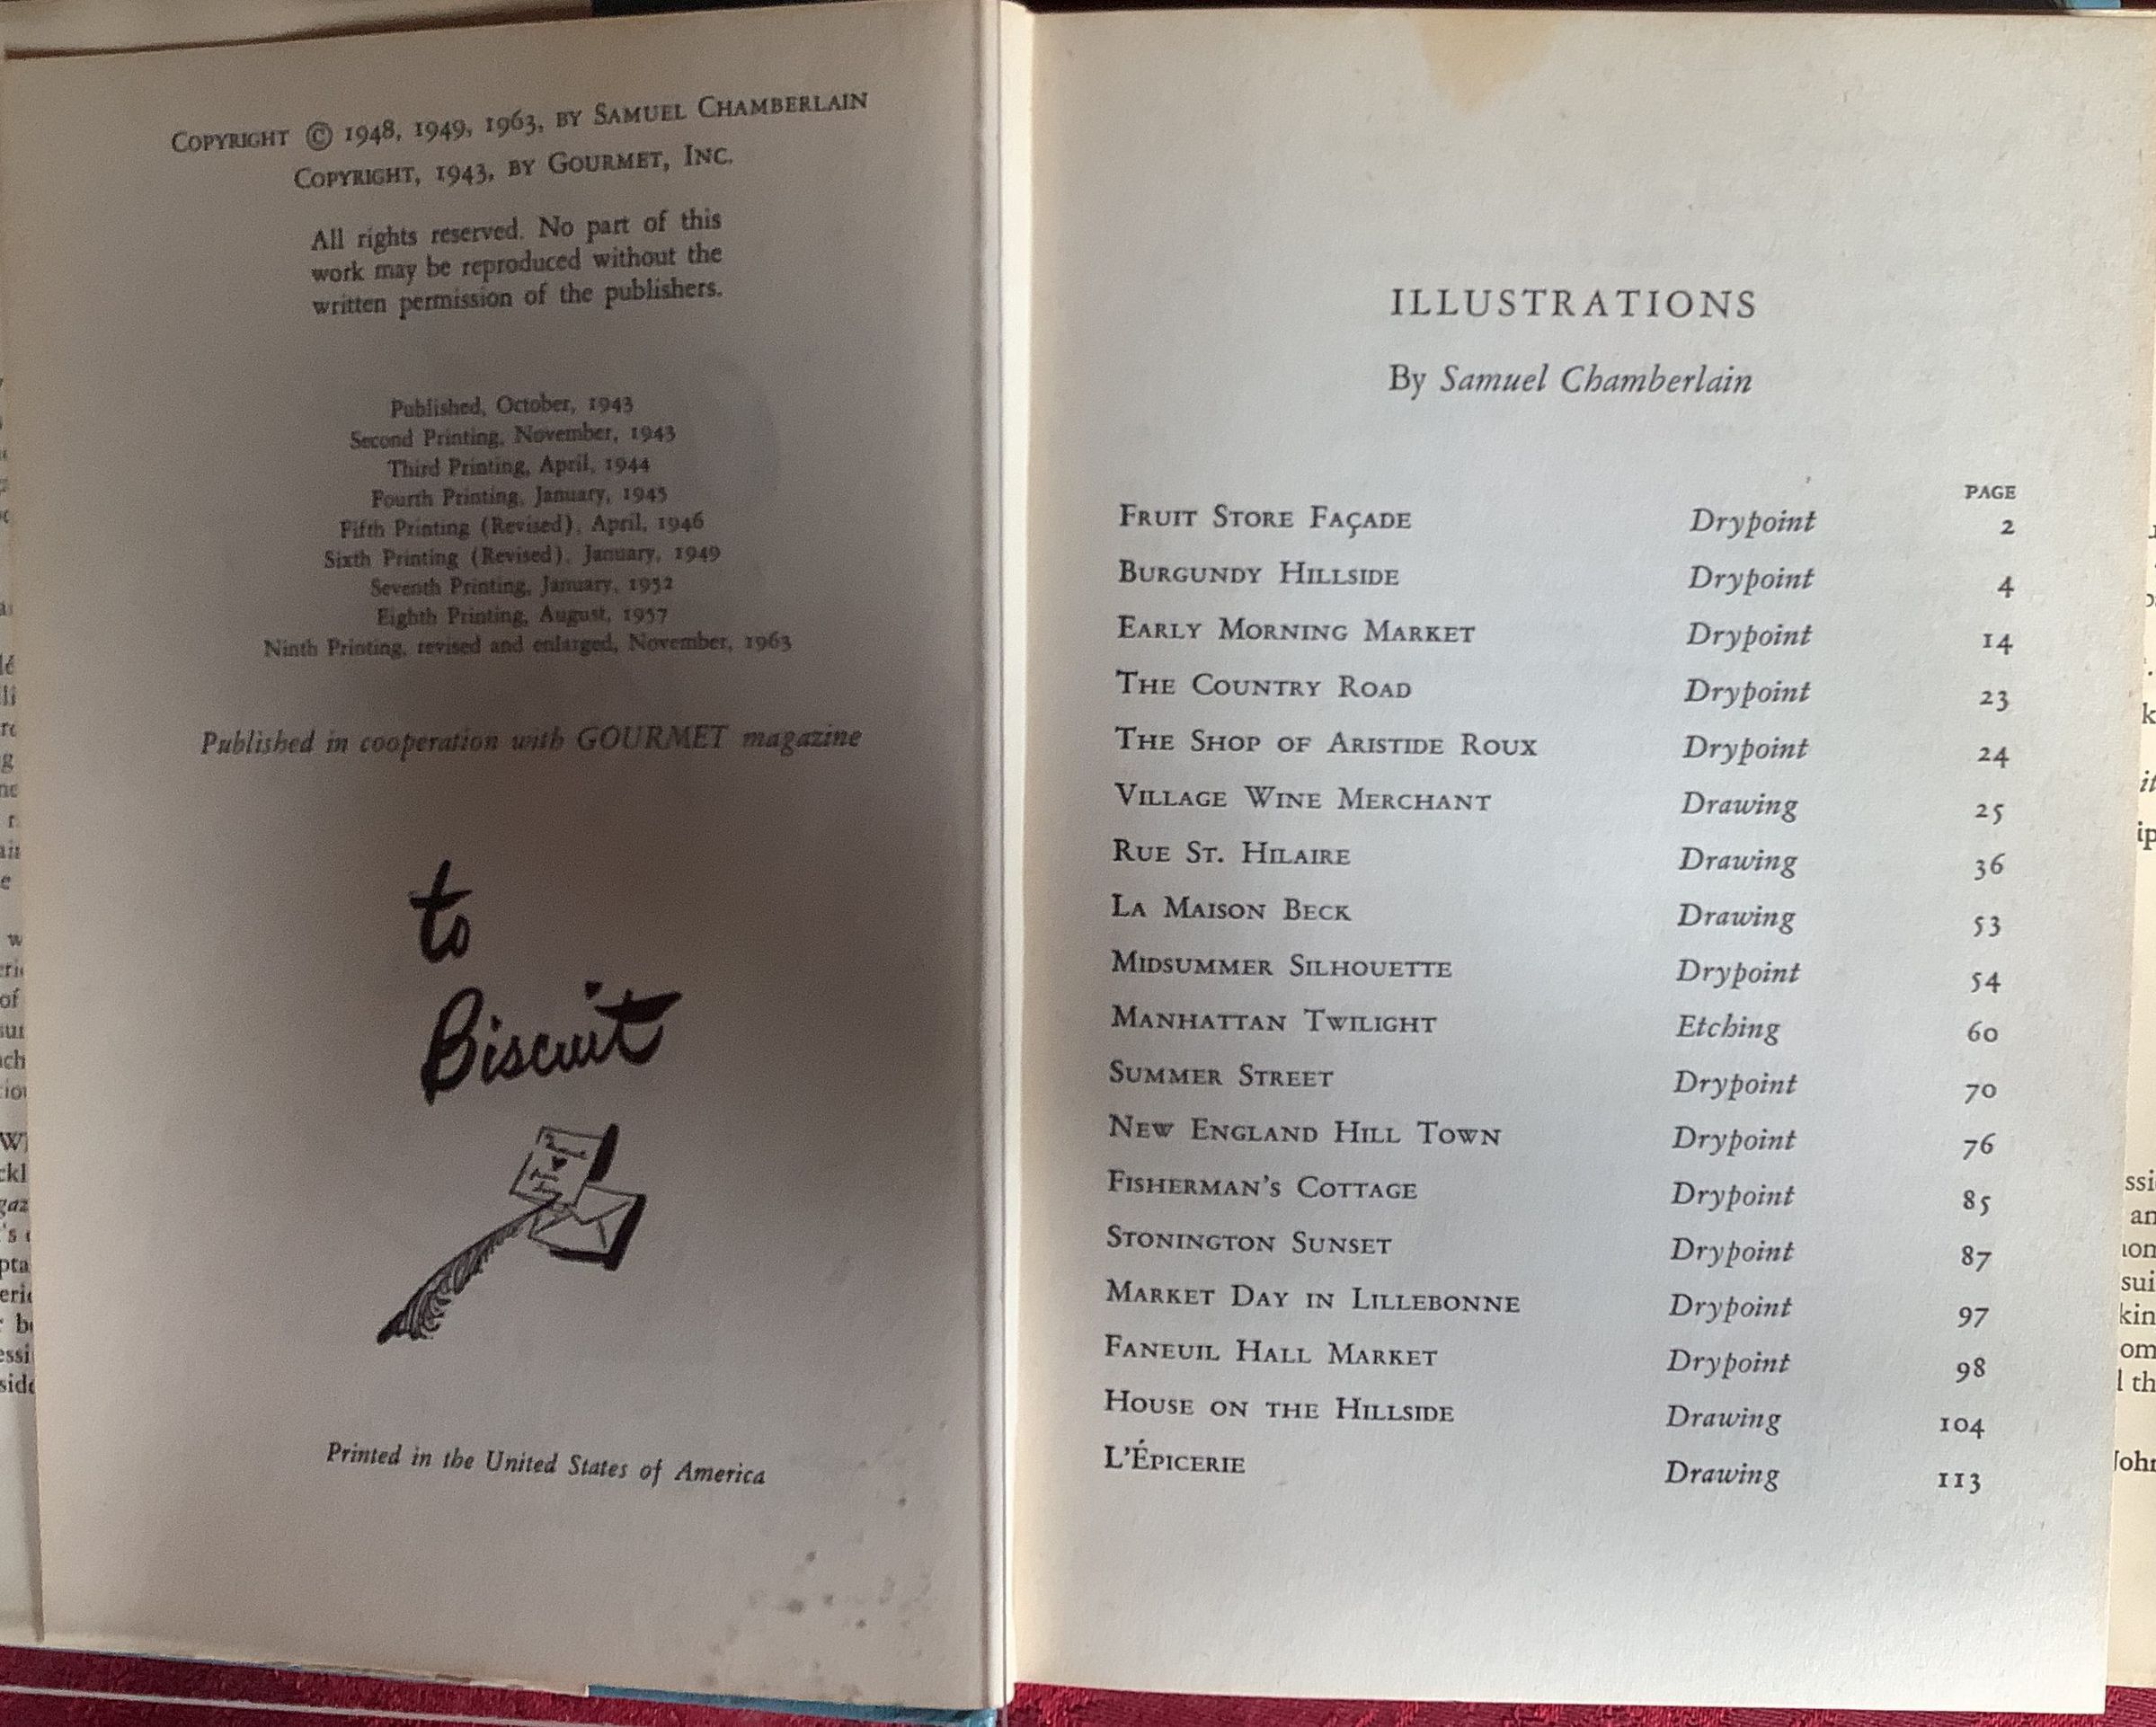 COPYRIGHT © 1948, 1949, 1963, BY SAMUEL CHAMBERLAIN
COPYRIGHT, 1943, BY GOURMET, INC.
All rights reserved. No part of this
work may be reproduced without the
written permission of the publishers.
Published, October, 1943
Second Printing, November, 1943
Third Printing, April, 1944
Fourth Printing, January, 1945
Fifth Printing (Revised), April, 1946
Sixth Printing (Revised), January, 1949
Seventh Printing, January, 1952
Eighth Printing, August, 1957
Ninth Printing, revised and enlarged, November, 1963
Published in cooperation with GOURMET magazine
to
Biscuit
Printed in the United States of America
ILLUSTRATIONS
By Samuel Chamberlain
PAGE
FRUIT STORE FAÇADE Drypoint 2
BURGUNDY HILLSIDE Drypoint 4
EARLY MORNING MARKET Drypoint 14
THE COUNTRY ROAD Drypoint 23
THE SHOP OF ARISTIDE ROUX Drypoint 24
VILLAGE WINE MERCHANT Drawing 25
RUE ST. HILAIRE Drawing 36
LA MAISON BECK Drawing 53
MIDSUMMER SILHOUETTE Drypoint 54
MANHATTAN TWILIGHT Etching 60
SUMMER STREET Drypoint 70
NEW ENGLAND HILL TOWN Drypoint 76
FISHERMAN'S COTTAGE Drypoint 85
STONINGTON SUNSET Drypoint 87
MARKET DAY IN LILLEBONNE Drypoint 97
FANEUIL HALL MARKET Drypoint 98
HOUSE ON THE HILLSIDE Drawing 104
L'ÉPICERIE Drawing 113